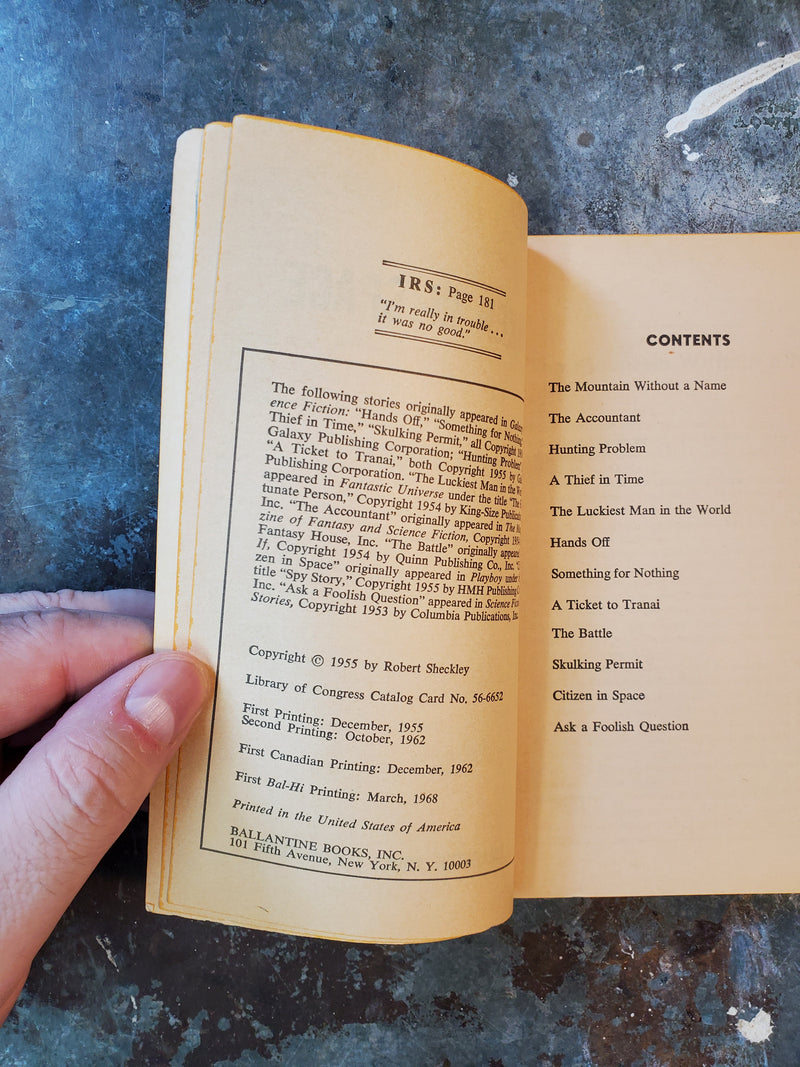 IRS: Page 181
"I'm really in trouble . . .
it was no good."
The following stories originally appeared in
ence Fiction: "Hands Off," "Something for Nothing
Thief in Time," "Skulking Permit," all Copyright
Galaxy Publishing Corporation; "Hunting Problem"
"A Ticket to Tranai," both Copyright 1955 by
Publishing Corporation. "The Luckiest Man in the
appeared in Fantastic Universe under the title
tunate Person," Copyright 1954 by King-Size
Inc. "The Accountant" originally appeared in The
zine of Fantasy and Science Fiction, Copyright
Fantasy House, Inc. "The Battle" originally
If, Copyright 1954 by Quinn Publishing Co., Inc.
zen in Space" originally appeared in Playboy
title "Spy Story," Copyright 1955 by HMH Publishing
Inc. "Ask a Foolish Question" appeared in Science
Stories, Copyright 1953 by Columbia Publications, Inc.
Copyright © 1955 by Robert Sheckley
Library of Congress Catalog Card No. 56-6652
First Printing: December, 1955
Second Printing: October, 1962
First Canadian Printing: December, 1962
First Bal-Hi Printing: March, 1968
Printed in the United States of America
BALLANTINE BOOKS, INC.
101 Fifth Avenue, New York, N. Y. 10003
CONTENTS
The Mountain Without a Name
The Accountant
Hunting Problem
A Thief in Time
The Luckiest Man in the World
Hands Off
Something for Nothing
A Ticket to Tranai
The Battle
Skulking Permit
Citizen in Space
Ask a Foolish Question